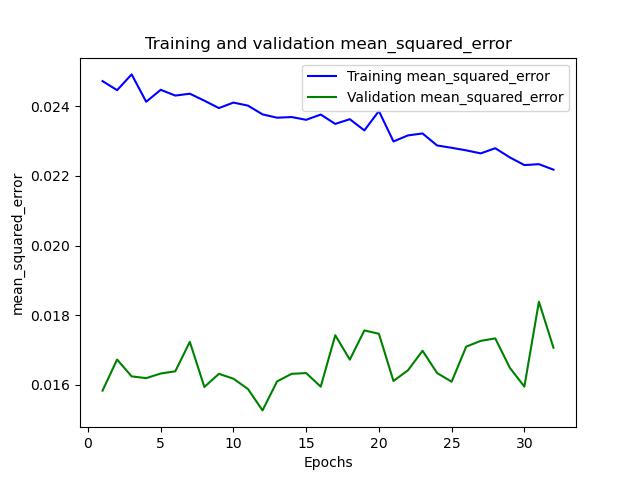 Training and validation mean_squared_error
Training mean_squared_error
Validation mean_squared_error
0.024
0.022
0.020
0.018
0.016
mean_squared_error
0 5 10 15 20 25 30
Epochs